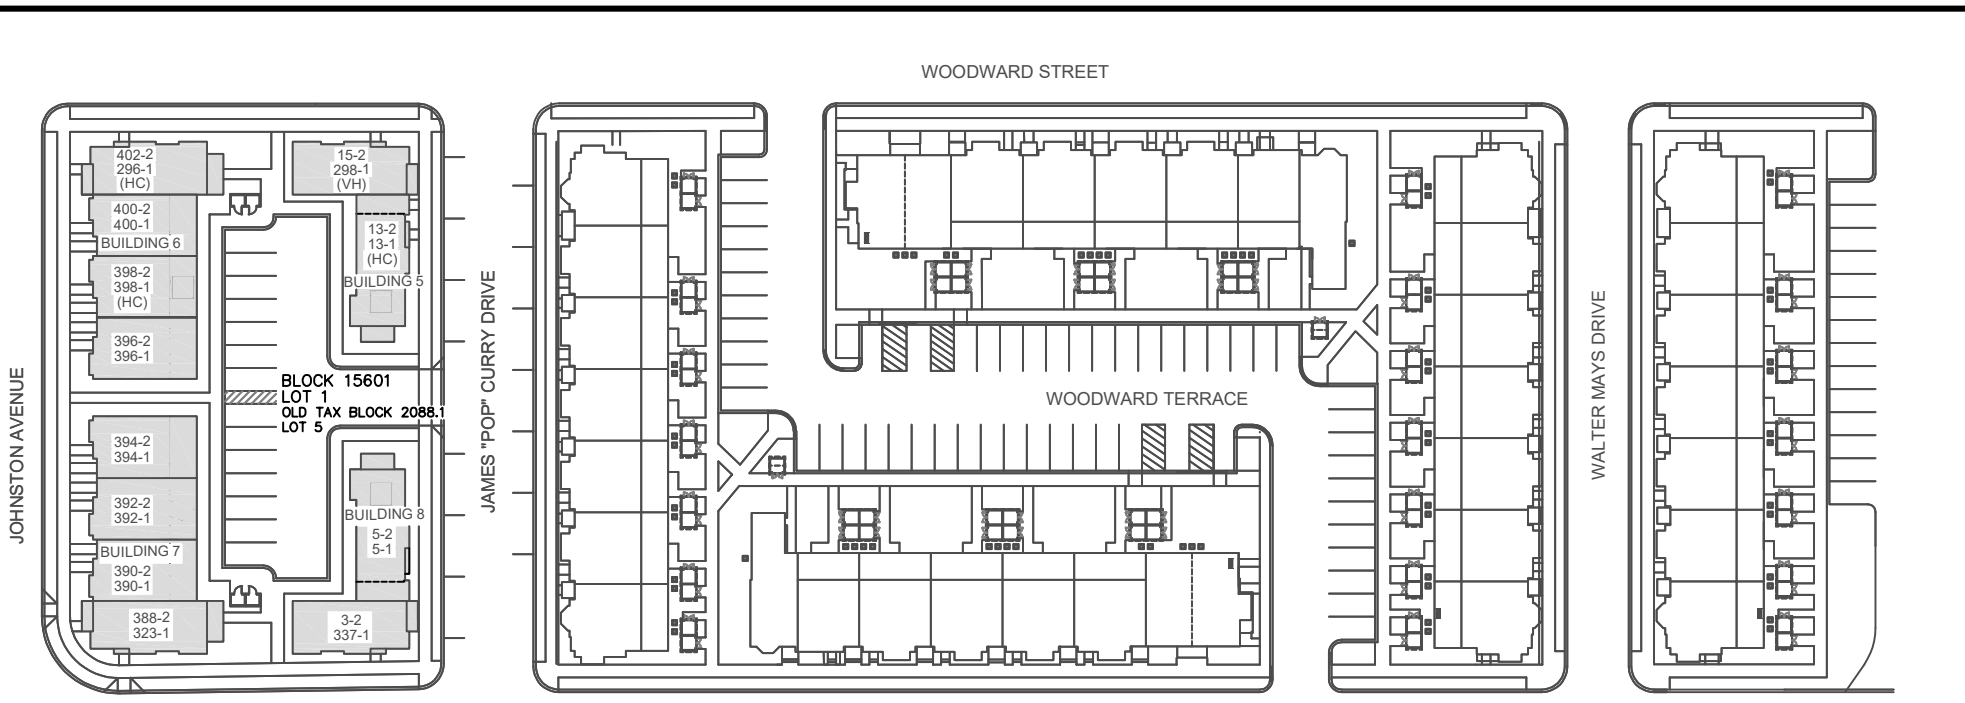 WOODWARD STREET
402-2
296-1
(HC)
400-2
400-1
BUILDING 6
398-2
398-1
(HC)
396-2
396-1
15-2
298-1
(VH)
13-2
13-1
(HC)
BUILDING 5
BLOCK 15601
LOT 1
OLD TAX BLOCK 2088.1
LOT 5
394-2
394-1
392-2
392-1
BUILDING 7
390-2
390-1
388-2
323-1
BUILDING 8
5-2
5-1
3-2
337-1
JOHNSTON AVENUE
JAMES "POP" CURRY DRIVE
WOODWARD TERRACE
WALTER MAYS DRIVE